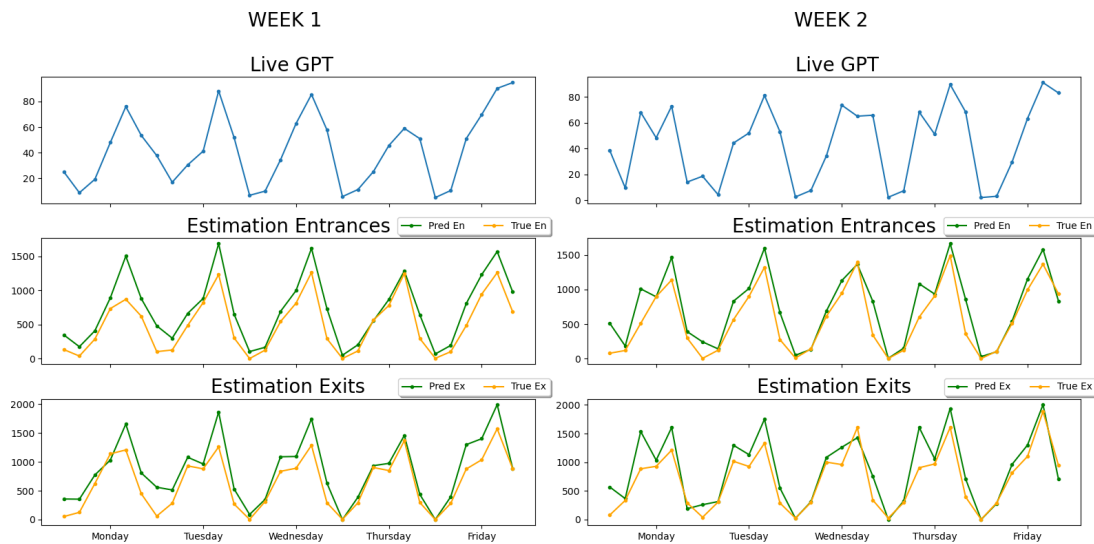 WEEK 1
WEEK 2
Live GPT
80
60
40
20
Live GPT
80
60
40
20
0
Estimation Entrances
Pred En True En
1500
1000
500
0
Estimation Entrances
Pred En True En
1500
1000
500
0
Estimation Exits
Pred Ex True Ex
2000
1500
1000
500
0
Monday Tuesday Wednesday Thursday Friday
Estimation Exits
Pred Ex True Ex
2000
1500
1000
500
0
Monday Tuesday Wednesday Thursday Friday